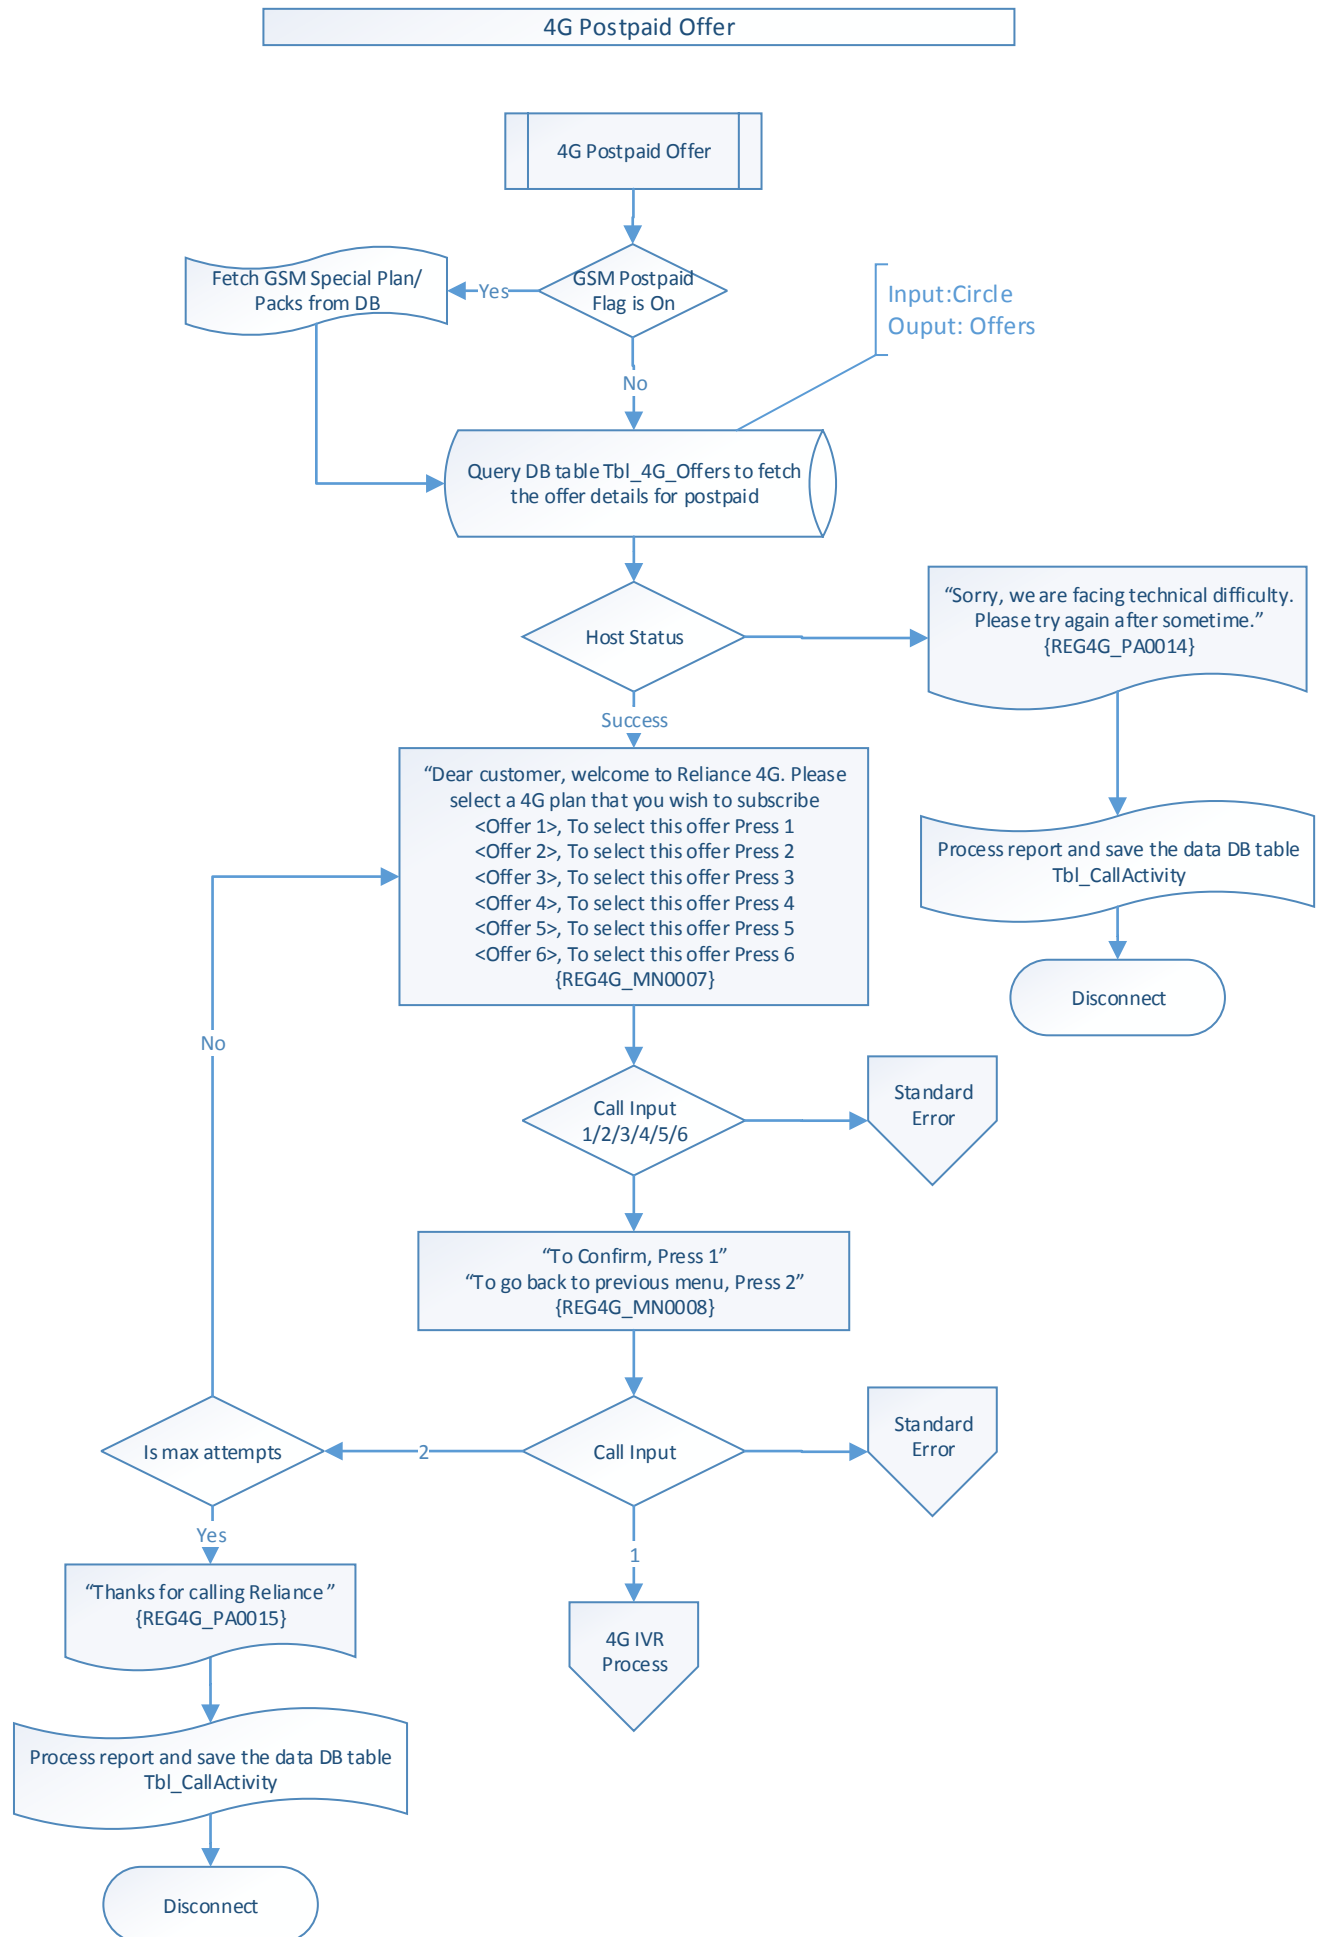 4G Postpaid Offer
4G Postpaid Offer
GSM Postpaid
Flag is On
Yes
Fetch GSM Special Plan/
Packs from DB
No
Input:Circle
Ouput: Offers
Query DB table Tbl_4G_Offers to fetch
the offer details for postpaid
Host Status
“Sorry, we are facing technical difficulty.
Please try again after sometime.”
{REG4G_PA0014}
Success
“Dear customer, welcome to Reliance 4G. Please
select a 4G plan that you wish to subscribe
<Offer 1>, To select this offer Press 1
<Offer 2>, To select this offer Press 2
<Offer 3>, To select this offer Press 3
<Offer 4>, To select this offer Press 4
<Offer 5>, To select this offer Press 5
<Offer 6>, To select this offer Press 6
{REG4G_MN0007}
Process report and save the data DB table
Tbl_CallActivity
Disconnect
No
Call Input
1/2/3/4/5/6
Standard
Error
“To Confirm, Press 1”
“To go back to previous menu, Press 2”
{REG4G_MN0008}
Is max attempts
2
Call Input
Standard
Error
Yes
1
“Thanks for calling Reliance”
{REG4G_PA0015}
4G IVR
Process
Process report and save the data DB table
Tbl_CallActivity
Disconnect